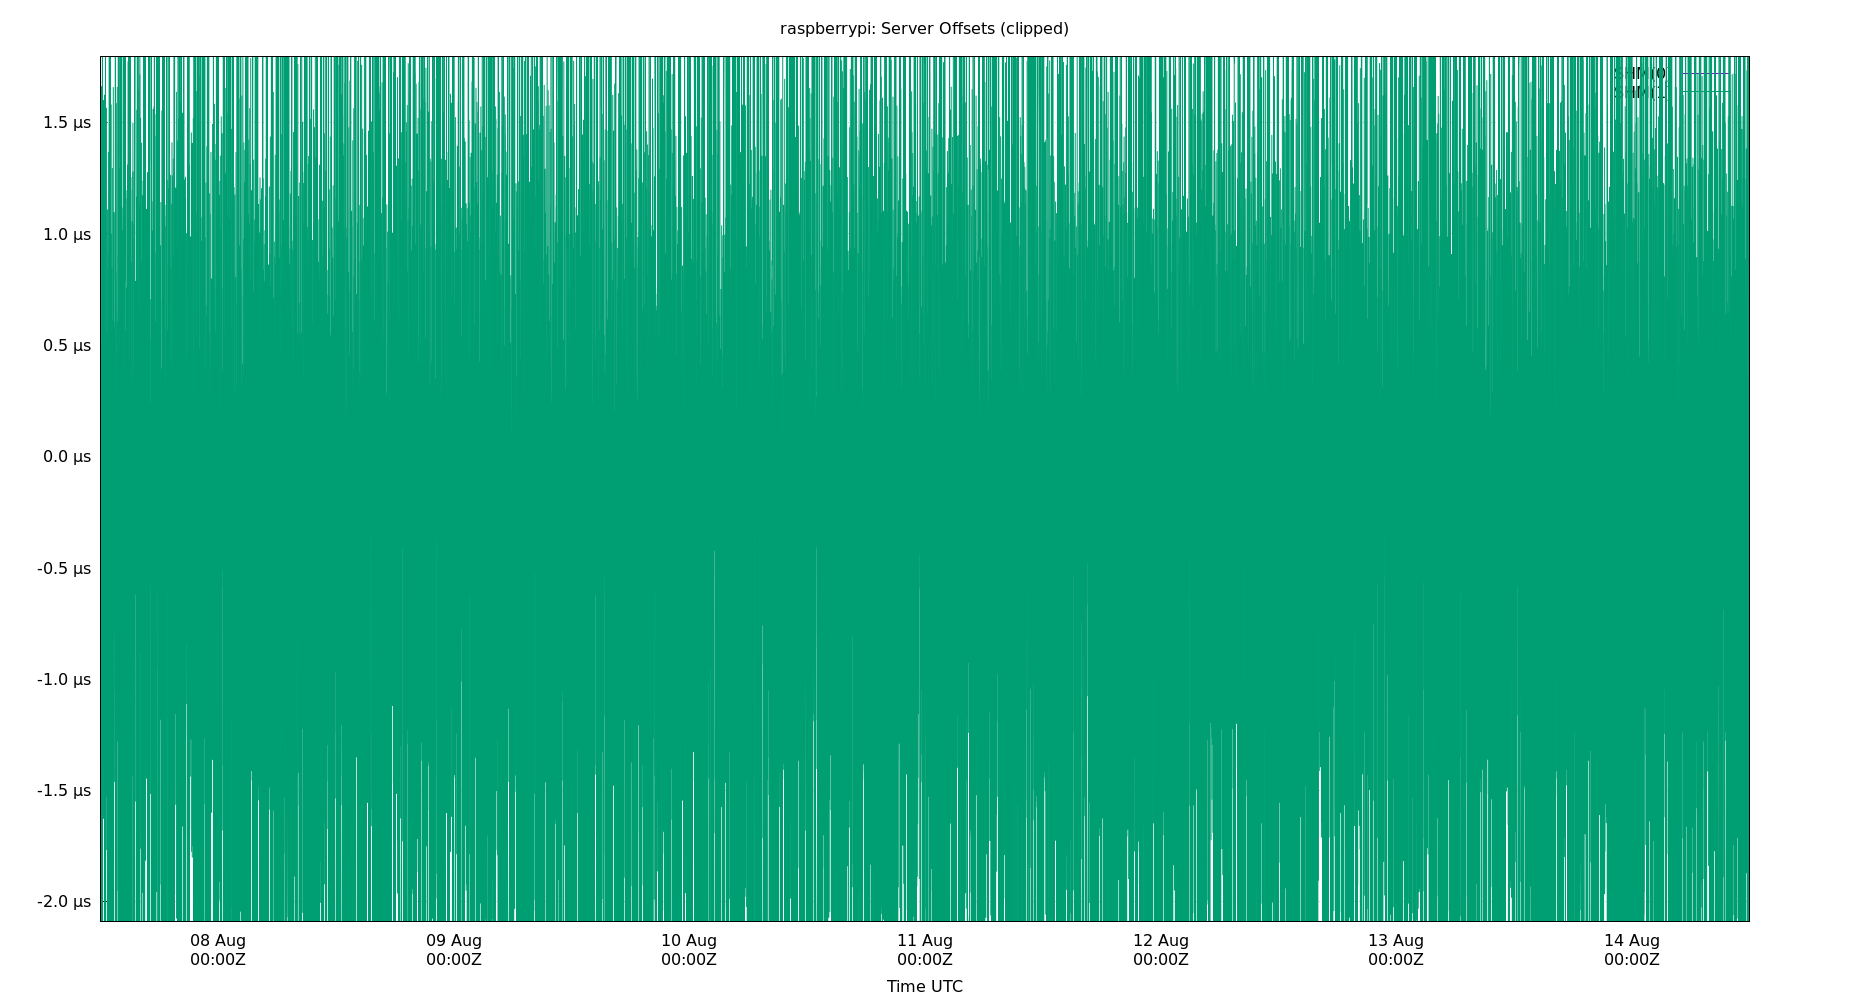 raspberrypi: Server Offsets (clipped)
SHM(0)
1.5 µs
1.0 µs
0.5 µs
0.0 µs
-0.5 µs
-1.0 µs
-1.5 µs
-2.0 µs
08 Aug 09 Aug 10 Aug 11 Aug 12 Aug 13 Aug 14 Aug
00:00Z 00:00Z 00:00Z 00:00Z 00:00Z 00:00Z 00:00Z
Time UTC